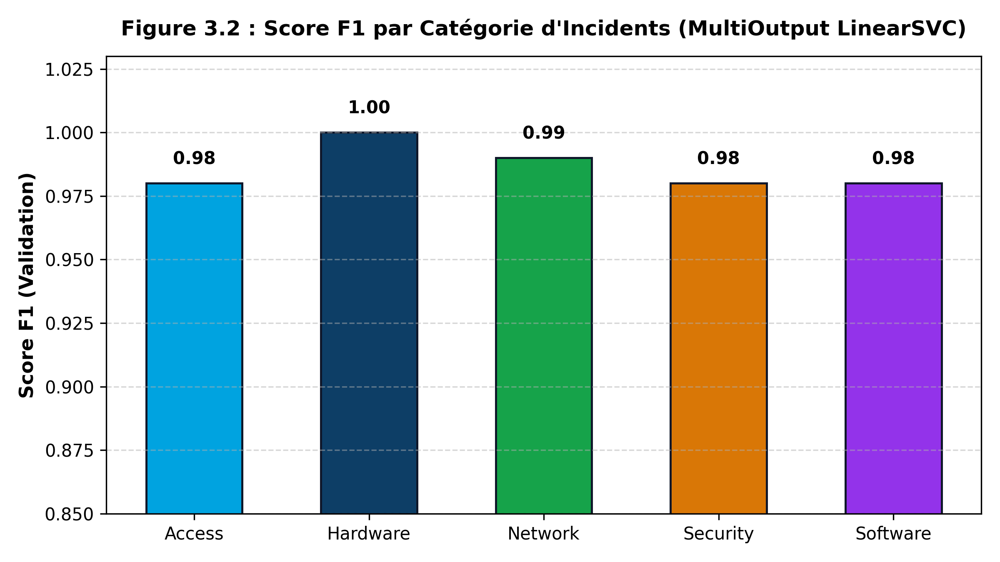 Figure 3.2 : Score F1 par Catégorie d'Incidents (MultiOutput LinearSVC)
Score F1 (Validation)
1.025
1.000
0.975
0.950
0.925
0.900
0.875
0.850
0.98
1.00
0.99
0.98
0.98
Access
Hardware
Network
Security
Software